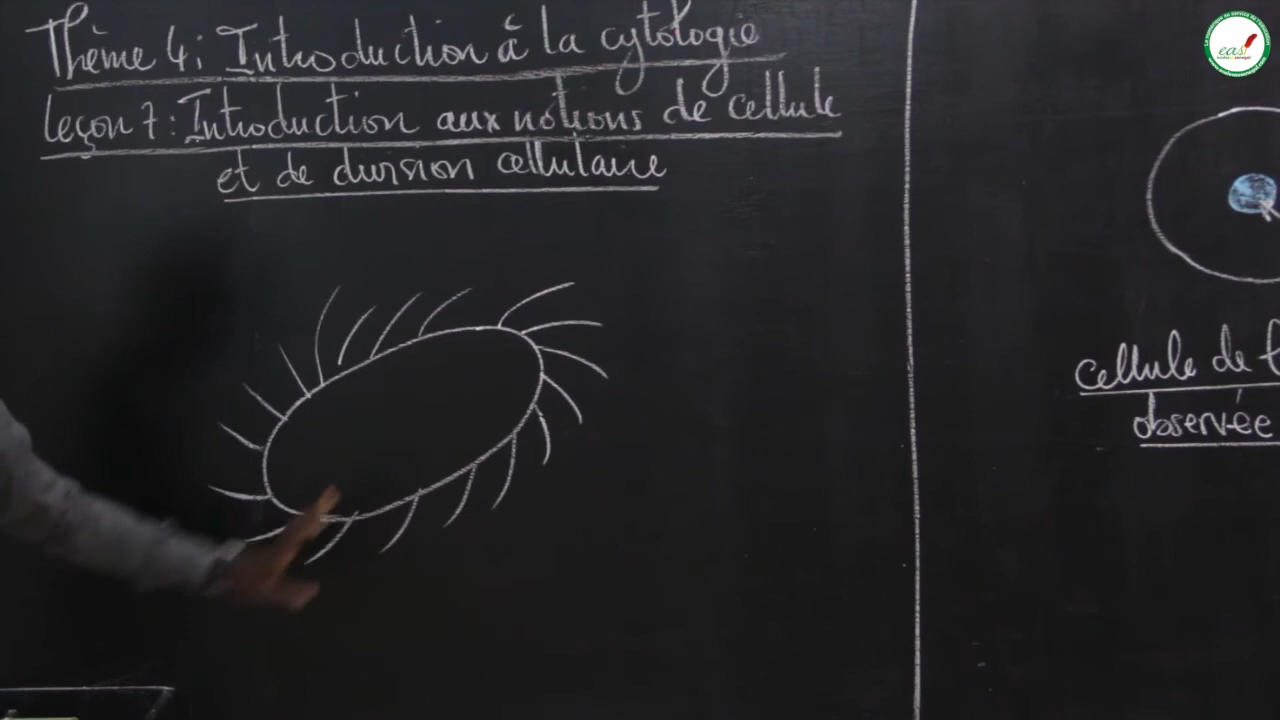 Thème 4: Introduction à la cytologie
leçon 7: Introduction aux notions de cellule
et de division cellulaire
cellule de
observée
eas